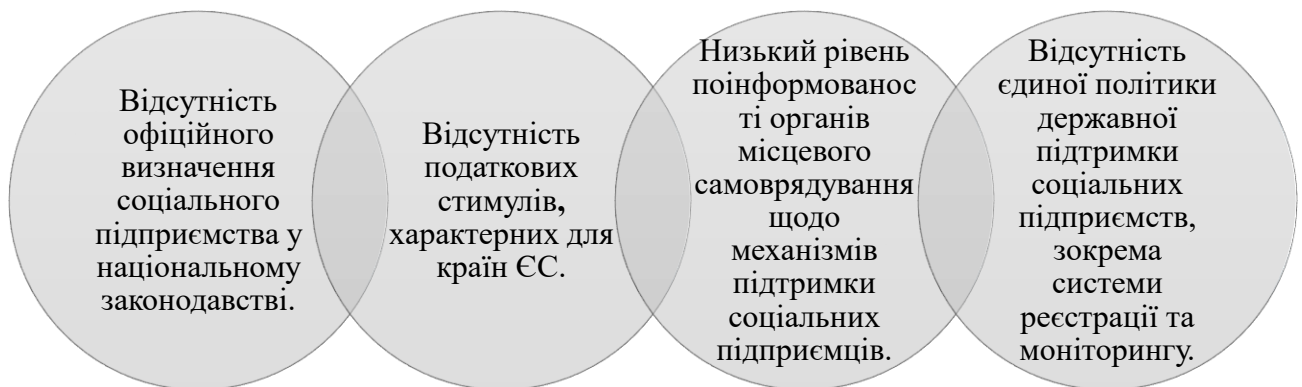 Відсутність
офіційного
визначення
соціального
підприємства у
національному
законодавстві.
Відсутність
податкових
стимулів,
характерних для
країн ЄС.
Низький рівень
поінформованос
ті органів
місцевого
самоврядування
щодо
механізмів
підтримки
соціальних
підприємців.
Відсутність
єдиної політики
державної
підтримки
соціальних
підприємств,
зокрема
системи
реєстрації та
моніторингу.